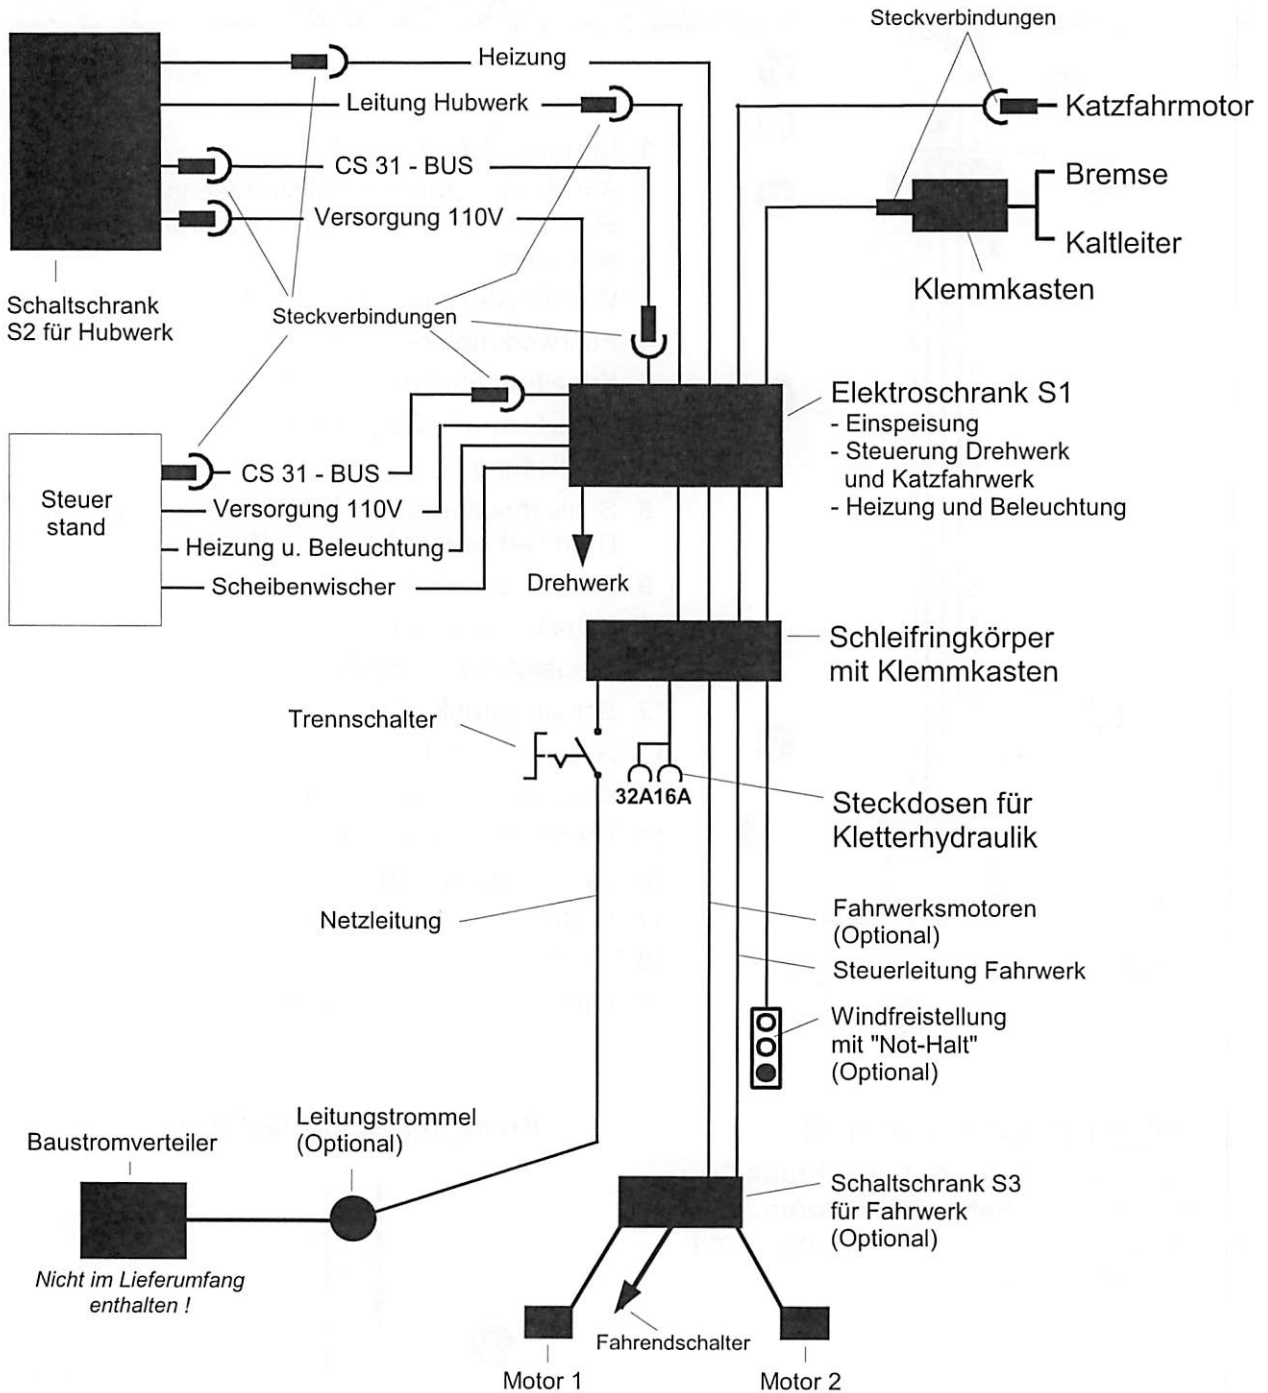 Steckverbindungen
Heizung
Leitung Hubwerk
Katzfahrmotor
CS 31 - BUS
Bremse
Versorgung 110V
Kaltleiter
Klemmkasten
Schaltschrank
S2 für Hubwerk
Steckverbindungen
Elektroschrank S1
- Einspeisung
- Steuerung Drehwerk
und Katzfahrwerk
- Heizung und Beleuchtung
Steuer
stand
CS 31 - BUS
Versorgung 110V
Heizung u. Beleuchtung
Scheibenwischer
Drehwerk
Schleifringkörper
mit Klemmkasten
Trennschalter
32A16A
Steckdosen für
Kletterhydraulik
Netzleitung
Fahrwerksmotoren
(Optional)
Steuerleitung Fahrwerk
Windfreistellung
mit "Not-Halt"
(Optional)
Leitungstrommel
(Optional)
Baustromverteiler
Schaltschrank S3
für Fahrwerk
(Optional)
Nicht im Lieferumfang
enthalten !
Fahrendschalter
Motor 1
Motor 2